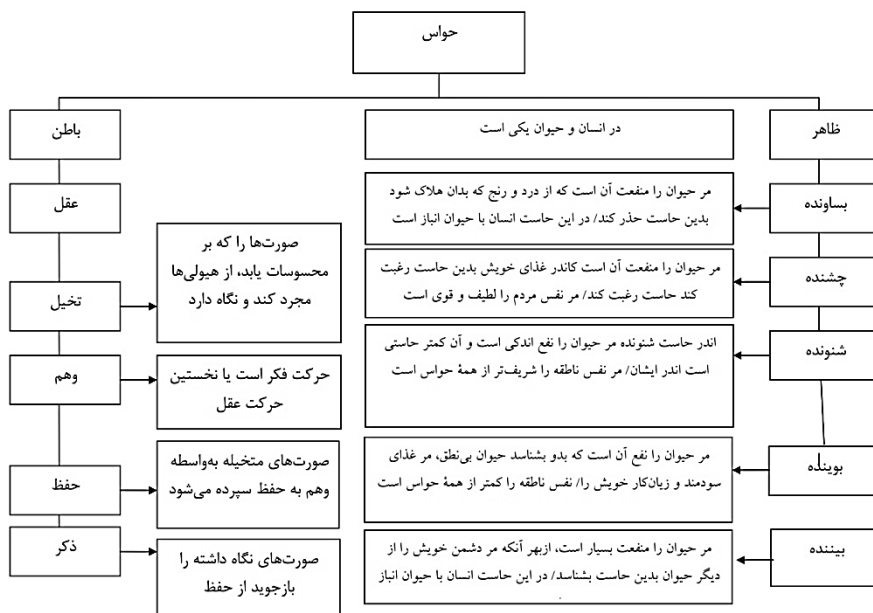 حواس
ظاهر
در انسان و حیوان یکی است
باطن
بساونده
مر حیوان را منفعت آن است که از درد و رنج که بدان هلاک شود
بدین حاست حذر کند/ در این حاست انسان با حیوان انباز است
عقل
چشنده
مر حیوان را منفعت آن است کاندر غذای خویش بدین حاست رغبت
کند حاست رغبت کند/ مر نفس مردم را لطیف و قوی است
صورت‌ها را که بر
محسوسات یابد، از هیولی‌ها
مجرد کند و نگاه دارد
تخیل
شنونده
اندر حاست شنونده مر حیوان را نفع اندکی است و آن کمتر حاستی
است اندر ایشان/ مر نفس ناطقه را شریف‌تر از همهٔ حواس است
حرکت فکر است یا نخستین
حرکت عقل
وهم
بوینده
مر حیوان را نفع آن است که بدو بشناسد حیوان بی‌نطق، مر غذای
سودمند و زیان‌کار خویش را/ نفس ناطقه را کمتر از همهٔ حواس است
صورت‌های متخیله به‌واسطه
وهم به حفظ سپرده می‌شود
حفظ
بیننده
مر حیوان را منفعت بسیار است، ازبهر آنکه مر دشمن خویش را از
دیگر حیوان بدین حاست بشناسد/ در این حاست انسان با حیوان انباز
صورت‌های نگاه داشته را
بازجوید از حفظ
ذکر